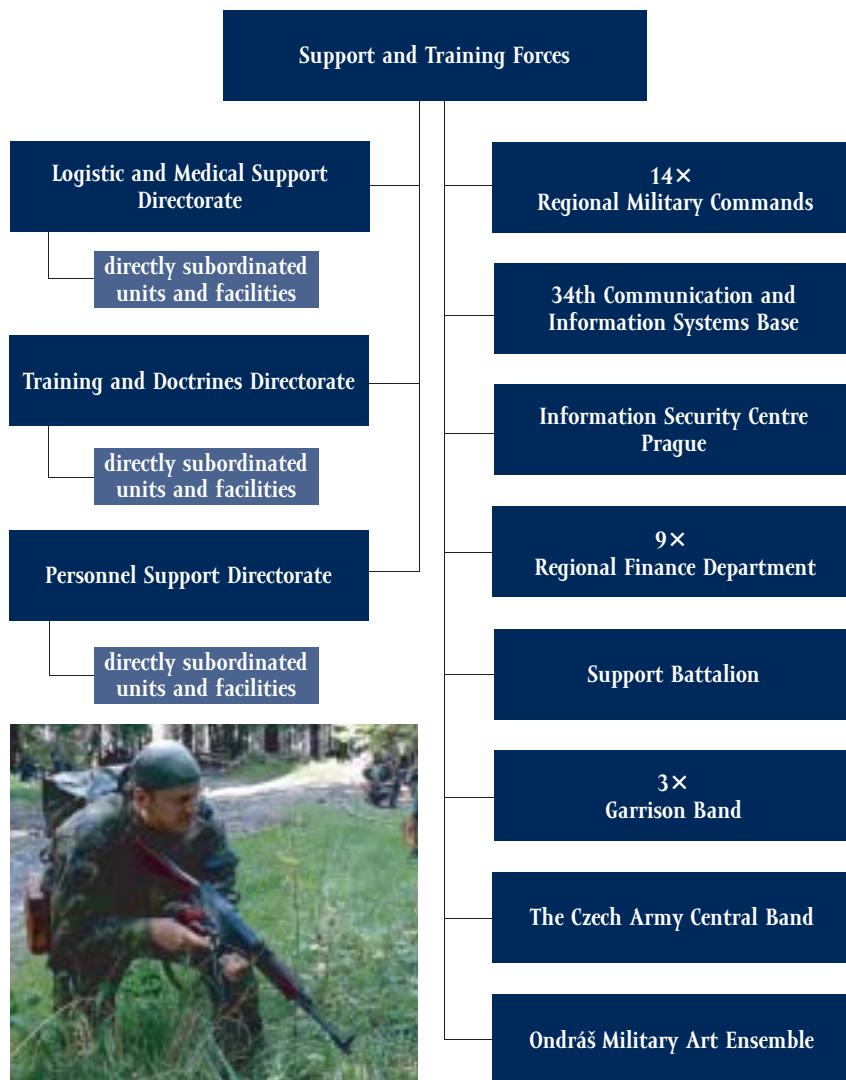 Support and Training Forces
Logistic and Medical Support
Directorate
directly subordinated
units and facilities
Training and Doctrines Directorate
directly subordinated
units and facilities
Personnel Support Directorate
directly subordinated
units and facilities
14×
Regional Military Commands
34th Communication and
Information Systems Base
Information Security Centre
Prague
9×
Regional Finance Department
Support Battalion
3×
Garrison Band
The Czech Army Central Band
Ondráš Military Art Ensemble